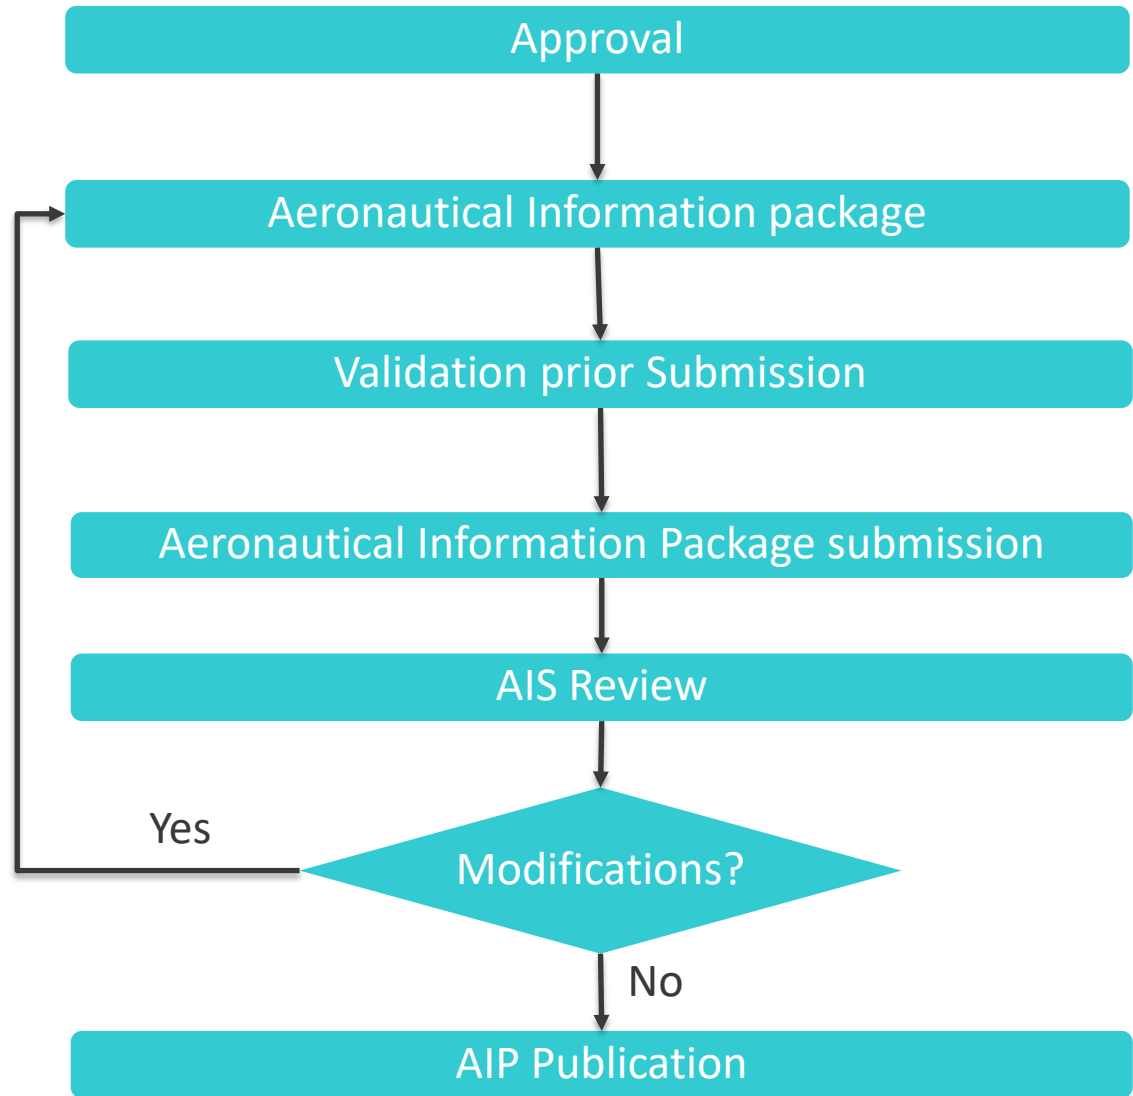 Approval
Aeronautical Information package
Validation prior Submission
Aeronautical Information Package submission
AIS Review
Yes
Modifications?
No
AIP Publication